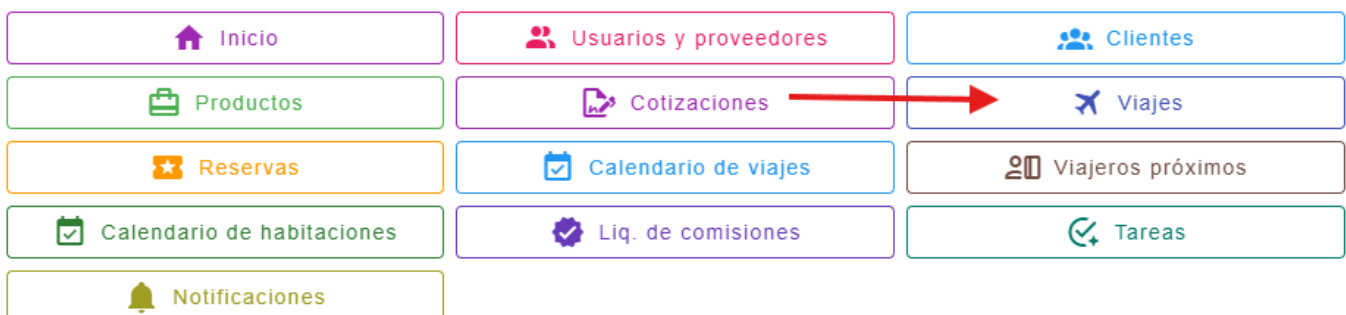 Inicio
Usuarios y proveedores
Clientes
Productos
Cotizaciones
Viajes
Reservas
Calendario de viajes
Viajeros próximos
Calendario de habitaciones
Liq. de comisiones
Tareas
Notificaciones